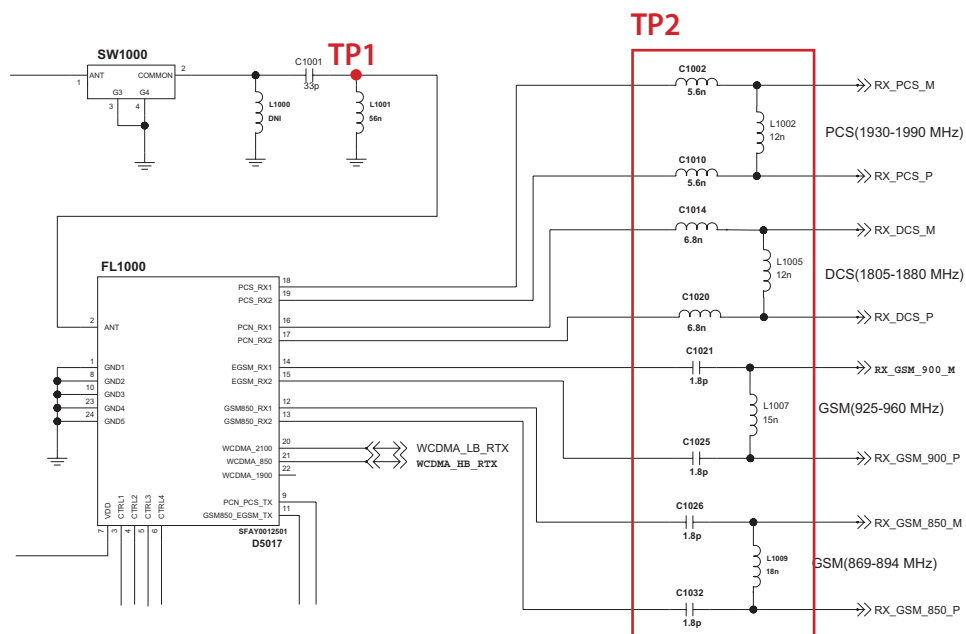 TP2
TP1
SW1000
ANT
COMMON
1
2
G3
G4
3
4
C1001
33p
L1000
DNI
L1001
56n
C1002
5.6n
RX_PCS_M
L1002
12n
PCS(1930-1990 MHz)
C1010
5.6n
RX_PCS_P
C1014
6.8n
RX_DCS_M
L1005
12n
DCS(1805-1880 MHz)
C1020
6.8n
RX_DCS_P
C1021
1.8p
RX_GSM_900_M
L1007
15n
GSM(925-960 MHz)
C1025
1.8p
RX_GSM_900_P
C1026
1.8p
RX_GSM_850_M
L1009
18n
GSM(869-894 MHz)
C1032
1.8p
RX_GSM_850_P
FL1000
PCS_RX1 18
PCS_RX2 19
2 ANT
PCN_RX1 16
PCN_RX2 17
1 GND1
8 GND2
10 GND3
23 GND4
24 GND5
EGSM_RX1 14
EGSM_RX2 15
GSM850_RX1 12
GSM850_RX2 13
WCDMA_2100 20
WCDMA_LB_RTX
WCDMA_850 21
WCDMA_HB_RTX
WCDMA_1900 22
PCN_PCS_TX 9
GSM850_EGSM_TX 11
VDD
CTRL1
CTRL2
CTRL3
CTRL4
7
3
4
5
6
SFAY0012501
D5017